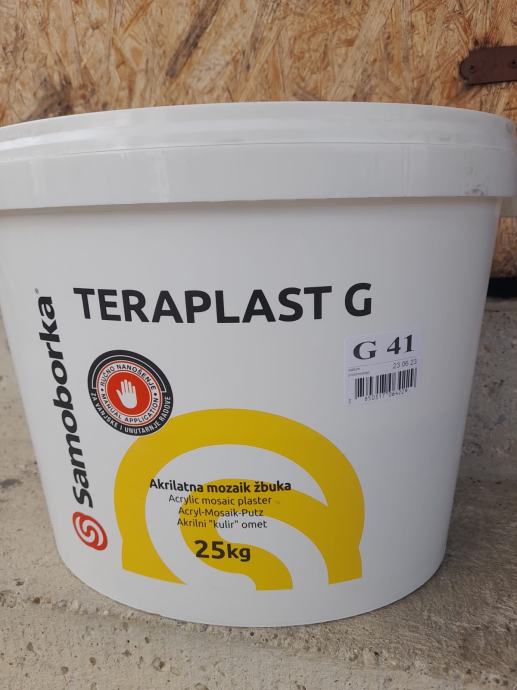 Samoborka®
TERAPLAST G
G 41
23 06 23
RUČNO NANOŠENJE
MANUAL APPLICATION
ZA VANJSKE I UNUTARNJE RADOVE
Akrilatna mozaik žbuka
Acrylic mosaic plaster
Acryl-Mosaik-Putz
Akrilni "kulir" omet
25kg